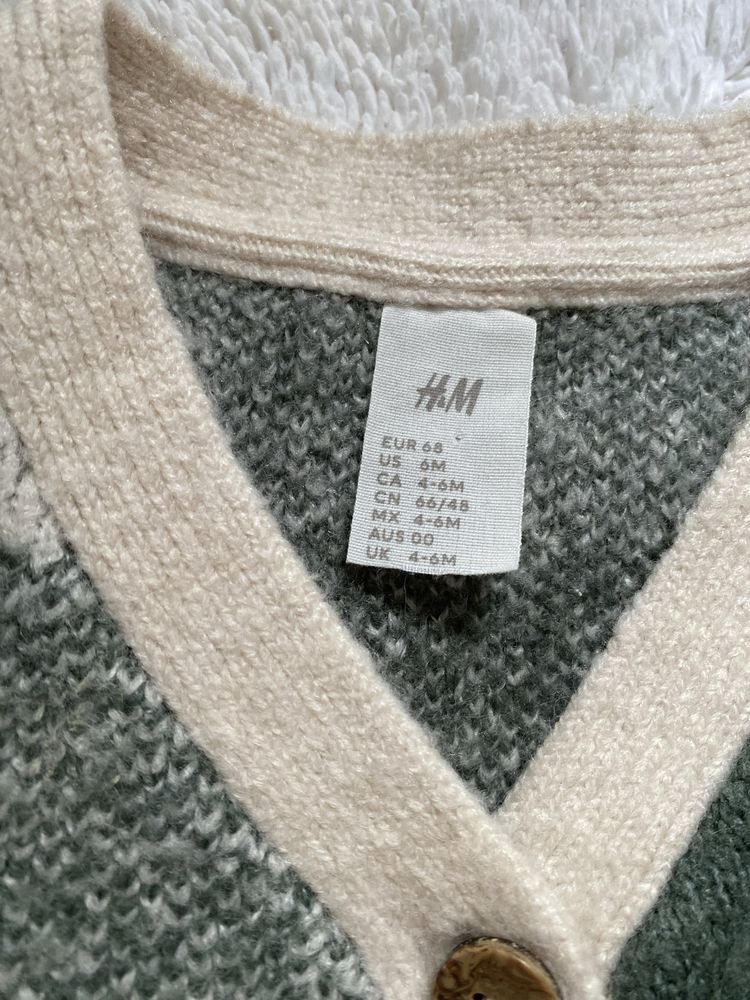 H&M
EUR 68
US 6M
CA 4-6M
CN 66/48
MX 4-6M
AUS 00
UK 4-6M